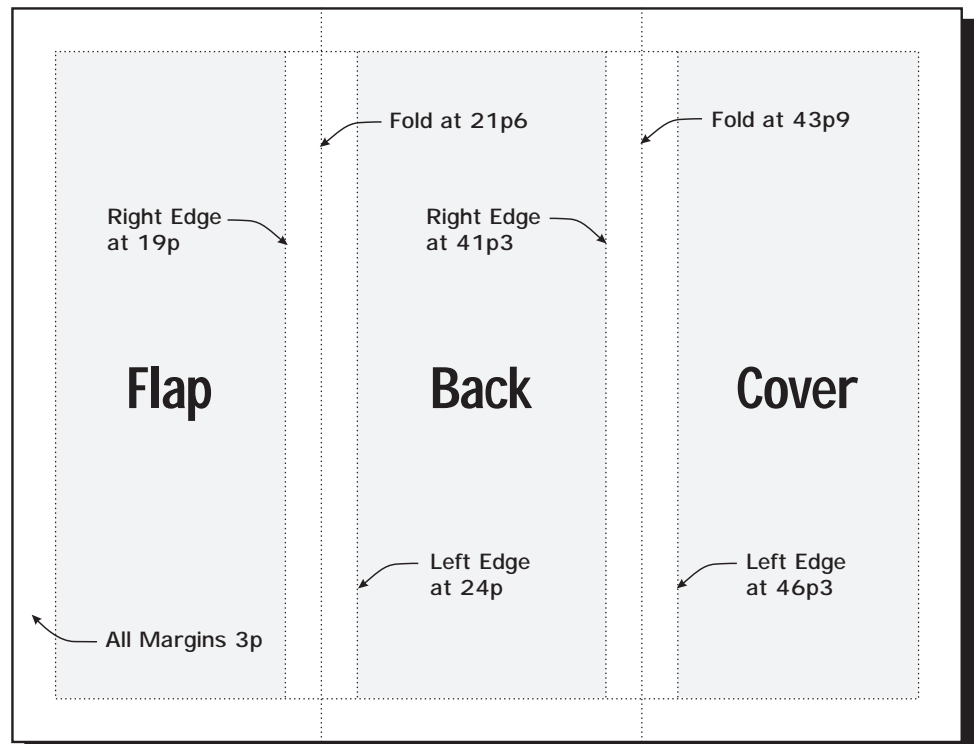 Fold at 21p6
Fold at 43p9
Right Edge
at 19p
Right Edge
at 41p3
Flap
Back
Cover
Left Edge
at 24p
Left Edge
at 46p3
All Margins 3p